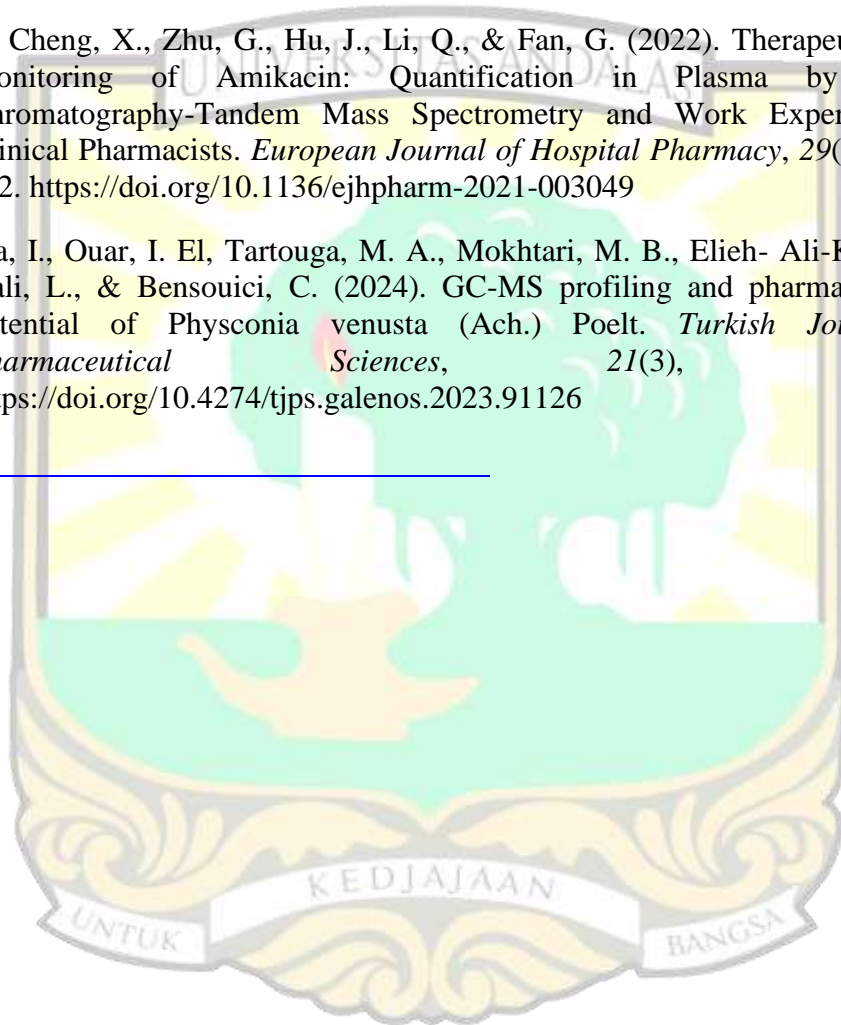 Cheng, X., Zhu, G., Hu, J., Li, Q., & Fan, G. (2022). Therapeu
onitoring of Amikacin: Quantification in Plasma by
hromatography-Tandem Mass Spectrometry and Work Exper
inical Pharmacists. European Journal of Hospital Pharmacy, 29(
2. https://doi.org/10.1136/ejhpharm-2021-003049
a, I., Ouar, I. El, Tartouga, M. A., Mokhtari, M. B., Elieh- Ali-K
ali, L., & Bensouici, C. (2024). GC-MS profiling and pharma
tential of Physconia venusta (Ach.) Poelt. Turkish Jou
armaceutical Sciences, 21(3),
tps://doi.org/10.4274/tjps.galenos.2023.91126
UNIVERSITAS ANDALAS
KEDJAJAAN
UNTUK
BANGSA